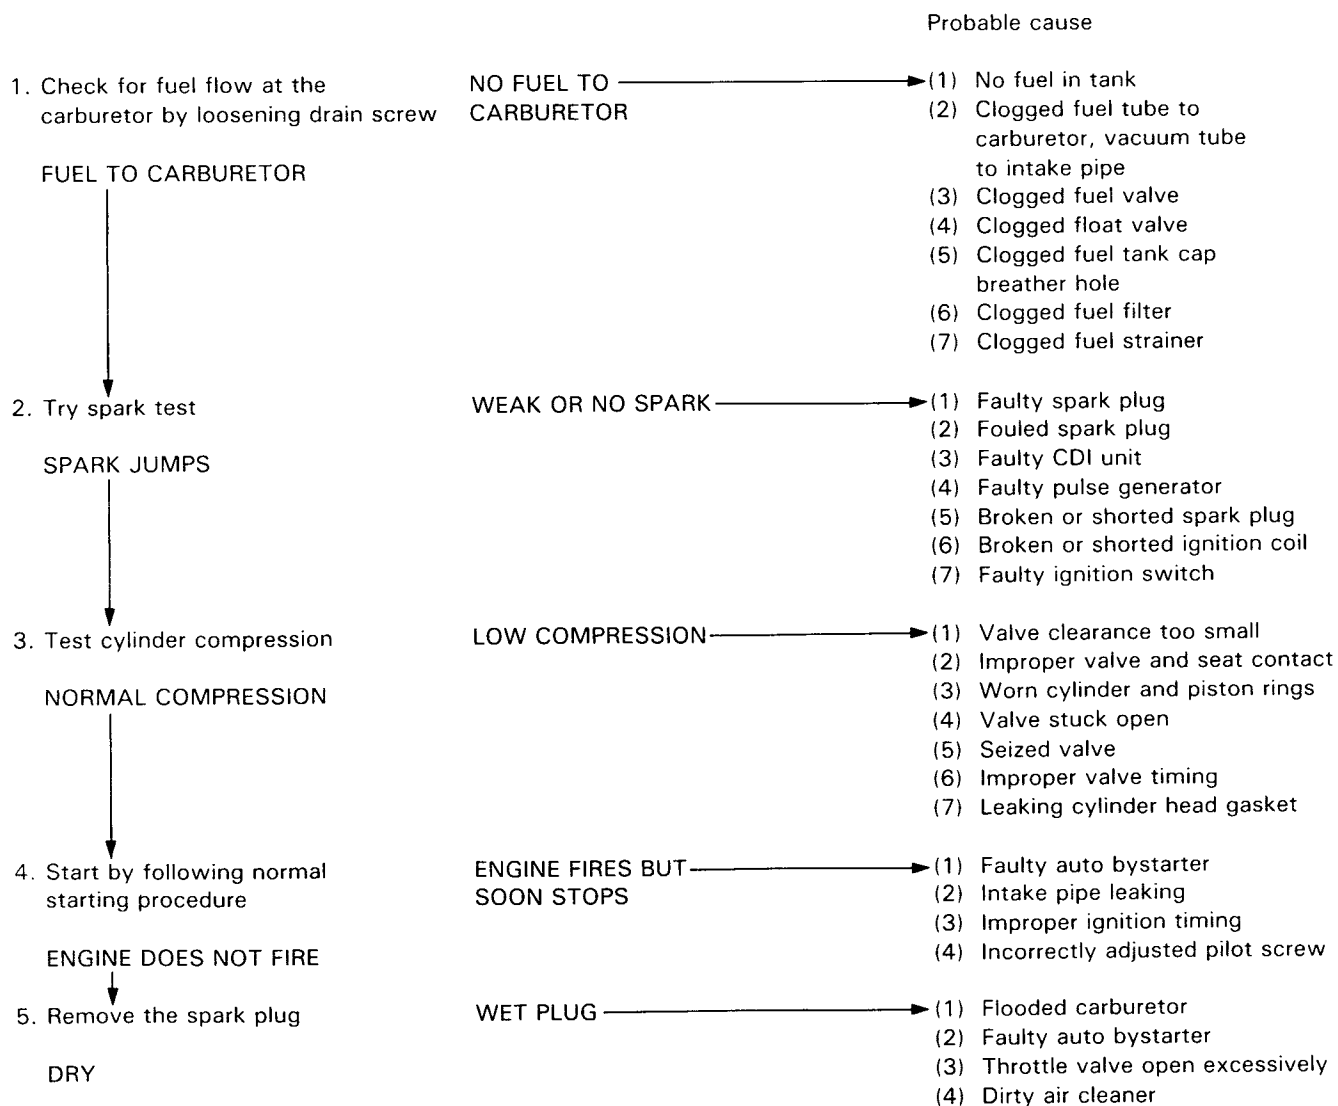 Probable cause
1. Check for fuel flow at the
carburetor by loosening drain screw
FUEL TO CARBURETOR
NO FUEL TO
CARBURETOR
(1) No fuel in tank
(2) Clogged fuel tube to
carburetor, vacuum tube
to intake pipe
(3) Clogged fuel valve
(4) Clogged float valve
(5) Clogged fuel tank cap
breather hole
(6) Clogged fuel filter
(7) Clogged fuel strainer
2. Try spark test
SPARK JUMPS
WEAK OR NO SPARK
(1) Faulty spark plug
(2) Fouled spark plug
(3) Faulty CDI unit
(4) Faulty pulse generator
(5) Broken or shorted spark plug
(6) Broken or shorted ignition coil
(7) Faulty ignition switch
3. Test cylinder compression
NORMAL COMPRESSION
LOW COMPRESSION
(1) Valve clearance too small
(2) Improper valve and seat contact
(3) Worn cylinder and piston rings
(4) Valve stuck open
(5) Seized valve
(6) Improper valve timing
(7) Leaking cylinder head gasket
4. Start by following normal
starting procedure
ENGINE DOES NOT FIRE
ENGINE FIRES BUT
SOON STOPS
(1) Faulty auto bystarter
(2) Intake pipe leaking
(3) Improper ignition timing
(4) Incorrectly adjusted pilot screw
5. Remove the spark plug
DRY
WET PLUG
(1) Flooded carburetor
(2) Faulty auto bystarter
(3) Throttle valve open excessively
(4) Dirty air cleaner